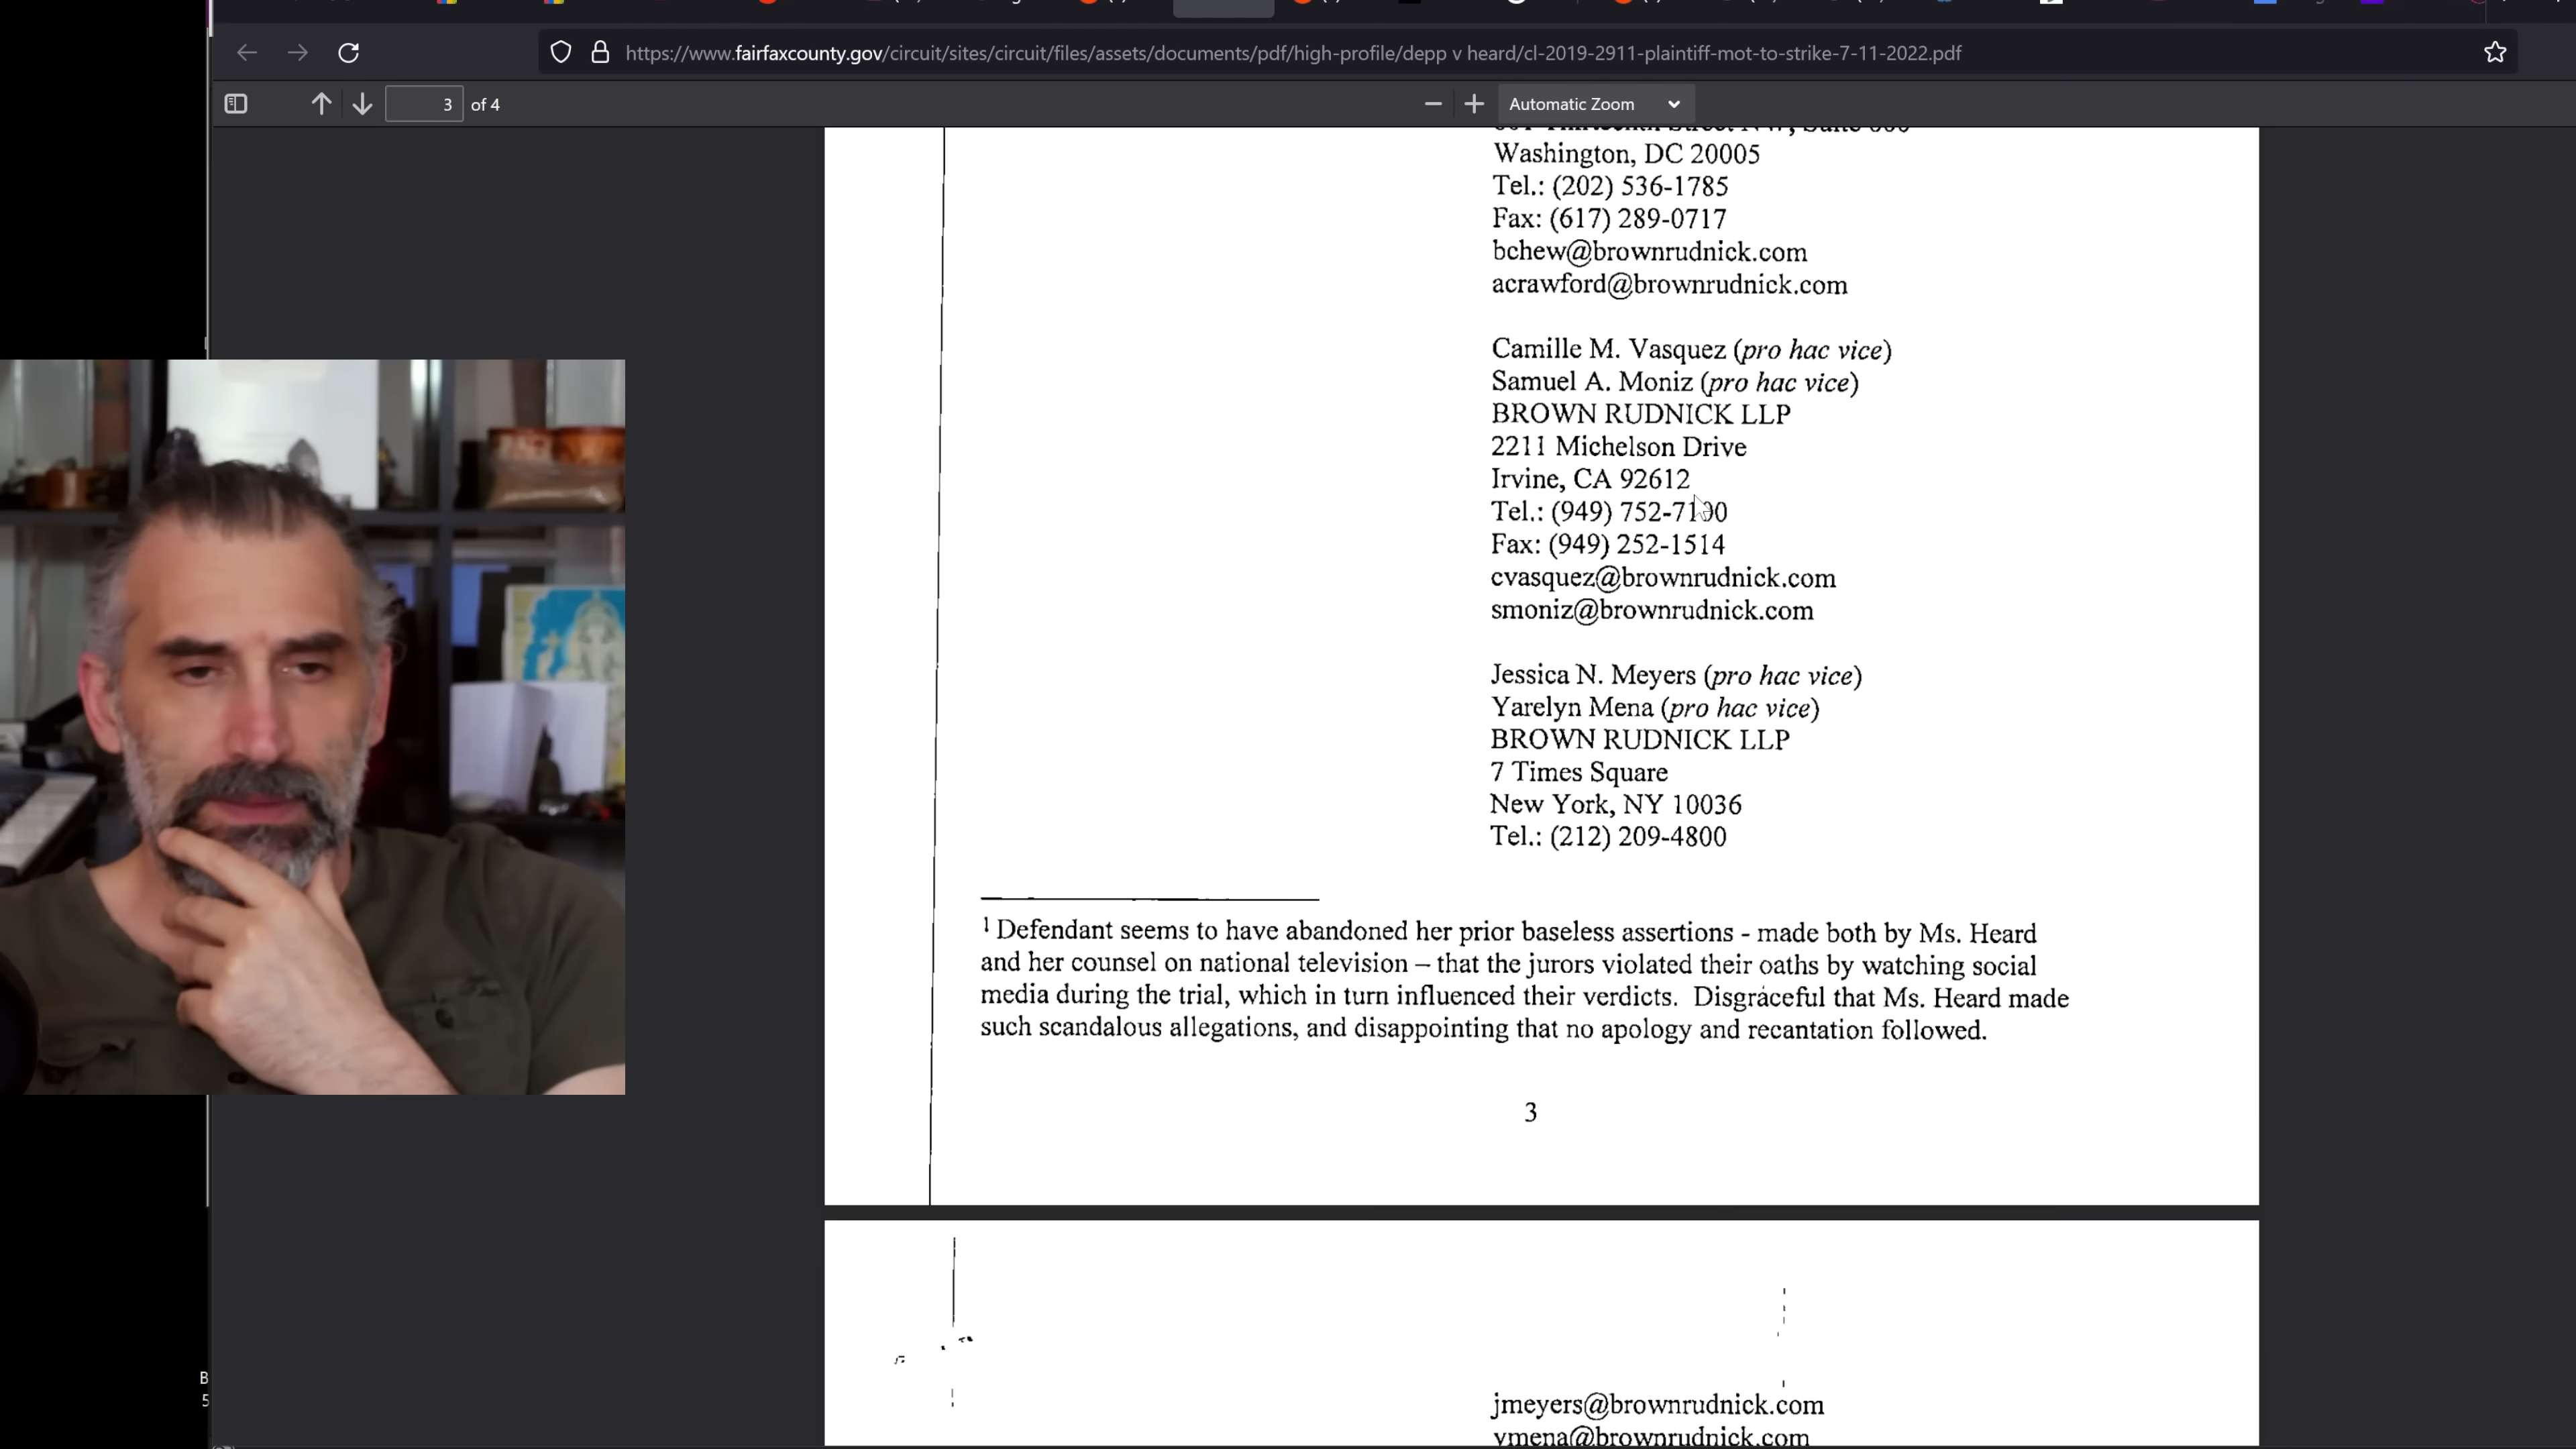 https://www.fairfaxcounty.gov/circuit/sites/circuit/files/assets/documents/pdf/high-profile/depp v heard/cl-2019-2911-plaintiff-mot-to-strike-7-11-2022.pdf
3 of 4
Automatic Zoom
Washington, DC 20005
Tel.: (202) 536-1785
Fax: (617) 289-0717
bchew@brownrudnick.com
acrawford@brownrudnick.com
Camille M. Vasquez (pro hac vice)
Samuel A. Moniz (pro hac vice)
BROWN RUDNICK LLP
2211 Michelson Drive
Irvine, CA 92612
Tel.: (949) 752-7100
Fax: (949) 252-1514
cvasquez@brownrudnick.com
smoniz@brownrudnick.com
Jessica N. Meyers (pro hac vice)
Yarelyn Mena (pro hac vice)
BROWN RUDNICK LLP
7 Times Square
New York, NY 10036
Tel.: (212) 209-4800
1 Defendant seems to have abandoned her prior baseless assertions - made both by Ms. Heard
and her counsel on national television – that the jurors violated their oaths by watching social
media during the trial, which in turn influenced their verdicts. Disgraceful that Ms. Heard made
such scandalous allegations, and disappointing that no apology and recantation followed.
3
jmeyers@brownrudnick.com
ymena@brownrudnick.com
B
5